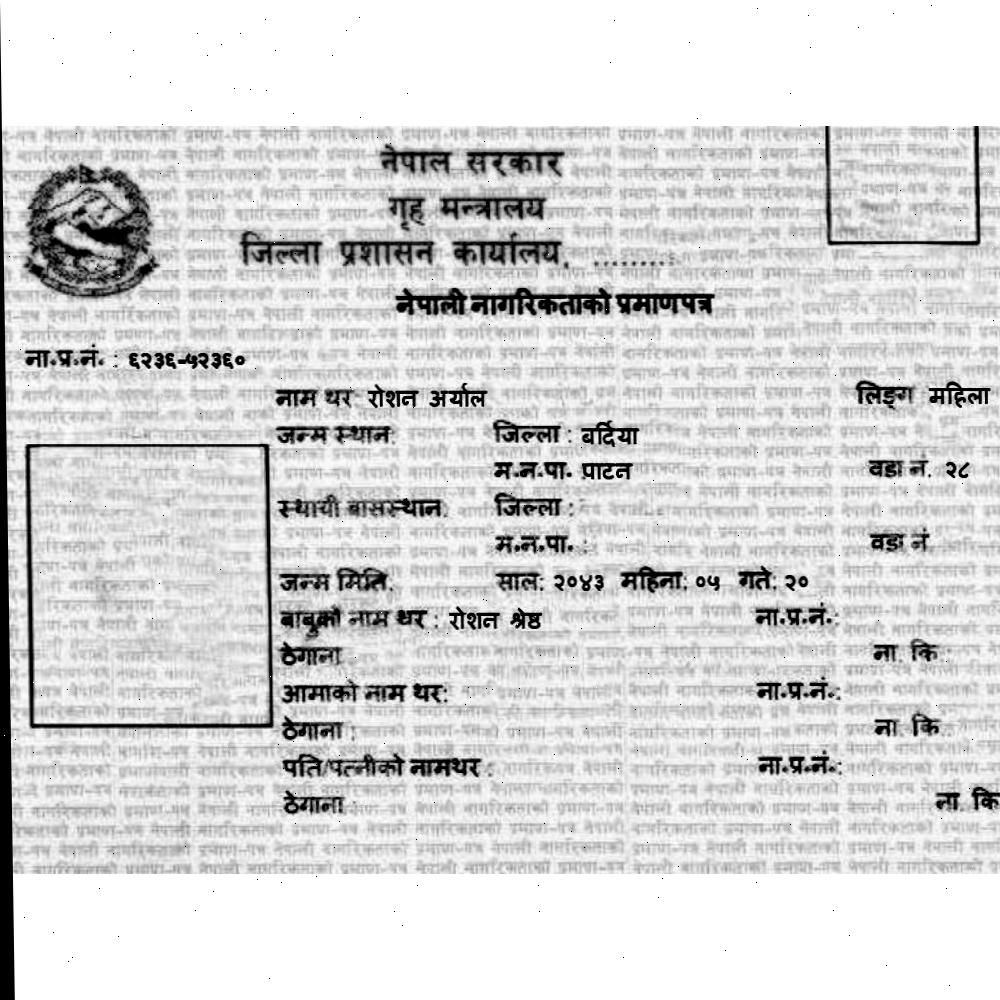 नेपाल सरकार
गृह मन्त्रालय
जिल्ला प्रशासन कार्यालय, .........
नेपाली नागरिकताको प्रमाणपत्र
ना.प्र.नं. : ६२३६-५२३६०
नाम थर: रोशन अर्याल लिङ्ग महिला
जन्म स्थान: जिल्ला : बर्दिया
म.न.पा. पाटन वडा नं. २८
स्थायी बासस्थान: जिल्ला :
म.न.पा. : वडा नं.
जन्म मिति: साल: २०४३ महिना: ०५ गते: २०
बाबुको नाम थर : रोशन श्रेष्ठ ना.प्र.नं.:
ठेगाना ना. कि.:
आमाको नाम थर: ना.प्र.नं.:
ठेगाना : ना. कि.
पति/पत्नीको नामथर : ना.प्र.नं.:
ठेगाना : ना. कि